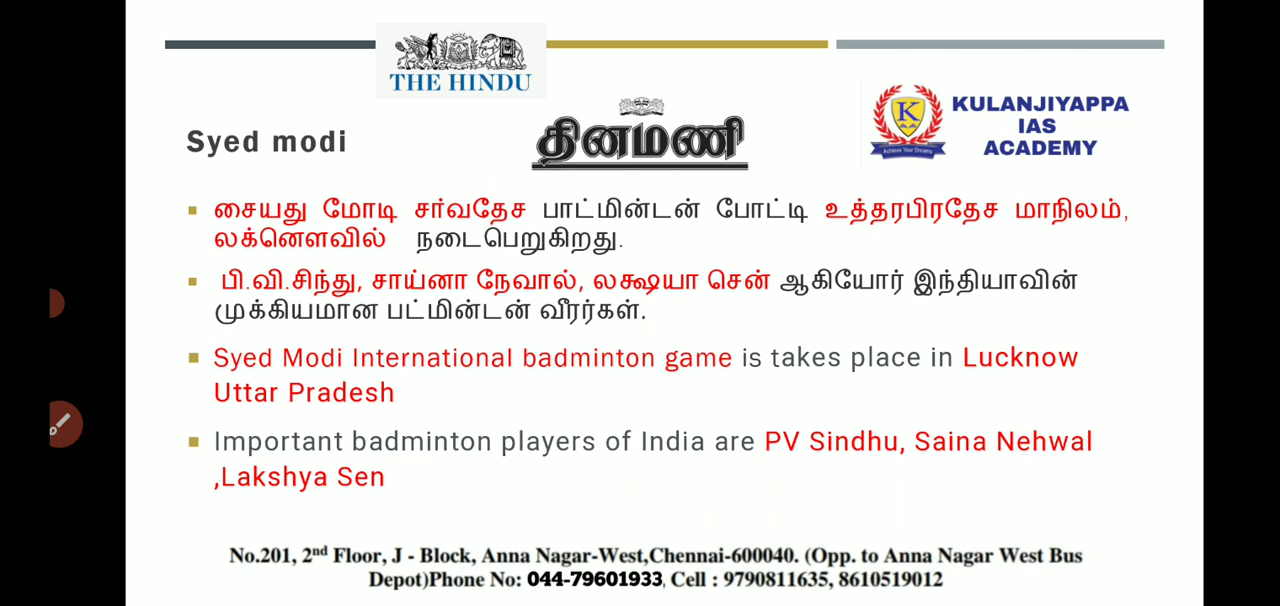 THE HINDU
Syed modi
தினமணி
KULANJIYAPPA
IAS
ACADEMY
Achieve Your Dreams
சையது மோடி சர்வதேச பாட்மின்டன் போட்டி உத்தரபிரதேச மாநிலம்,
லக்னௌவில் நடைபெறுகிறது.
பி.வி.சிந்து, சாய்னா நேவால், லக்ஷயா சென் ஆகியோர் இந்தியாவின்
முக்கியமான பட்மின்டன் வீரர்கள்.
Syed Modi International badminton game is takes place in Lucknow
Uttar Pradesh
Important badminton players of India are PV Sindhu, Saina Nehwal
,Lakshya Sen
No.201, 2nd Floor, J - Block, Anna Nagar-West,Chennai-600040. (Opp. to Anna Nagar West Bus
Depot)Phone No: 044-79601933, Cell : 9790811635, 8610519012